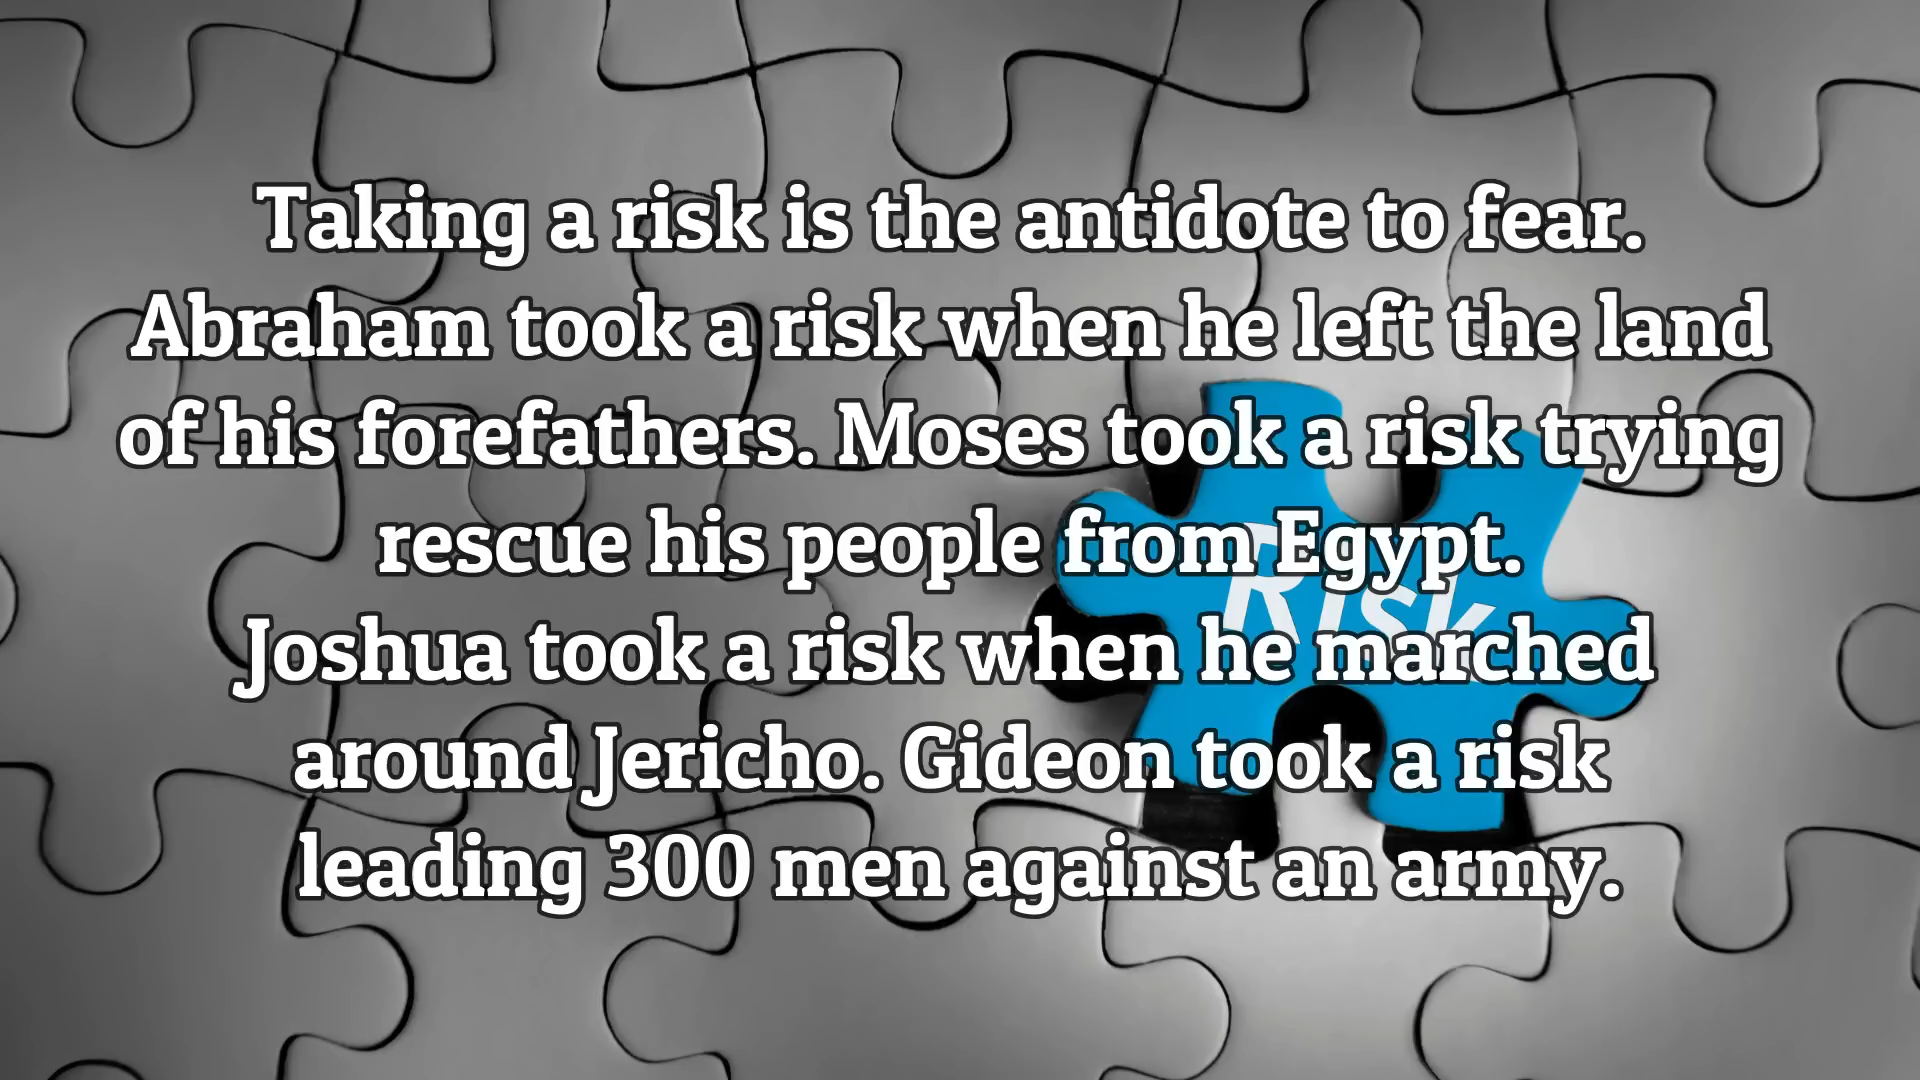 Taking a risk is the antidote to fear.
Abraham took a risk when he left the land
of his forefathers. Moses took a risk trying
rescue his people from Egypt.
Risk
Joshua took a risk when he marched
around Jericho. Gideon took a risk
leading 300 men against an army.